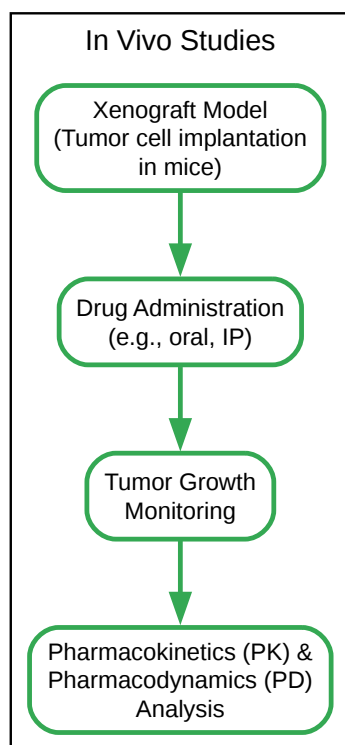 In Vivo Studies
Xenograft Model
(Tumor cell implantation
in mice)
Drug Administration
(e.g., oral, IP)
Tumor Growth
Monitoring
Pharmacokinetics (PK) &
Pharmacodynamics (PD)
Analysis